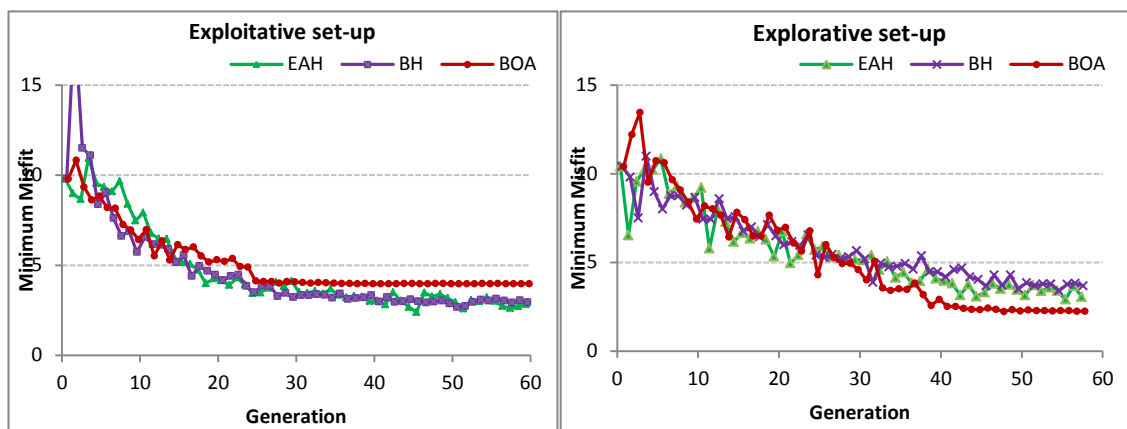 Exploitative set-up
EAH BH BOA
15
10
5
0
Minimum Misfit
0 10 20 30 40 50 60
Generation
Explorative set-up
EAH BH BOA
15
10
5
0
Minimum Misfit
0 10 20 30 40 50 60
Generation